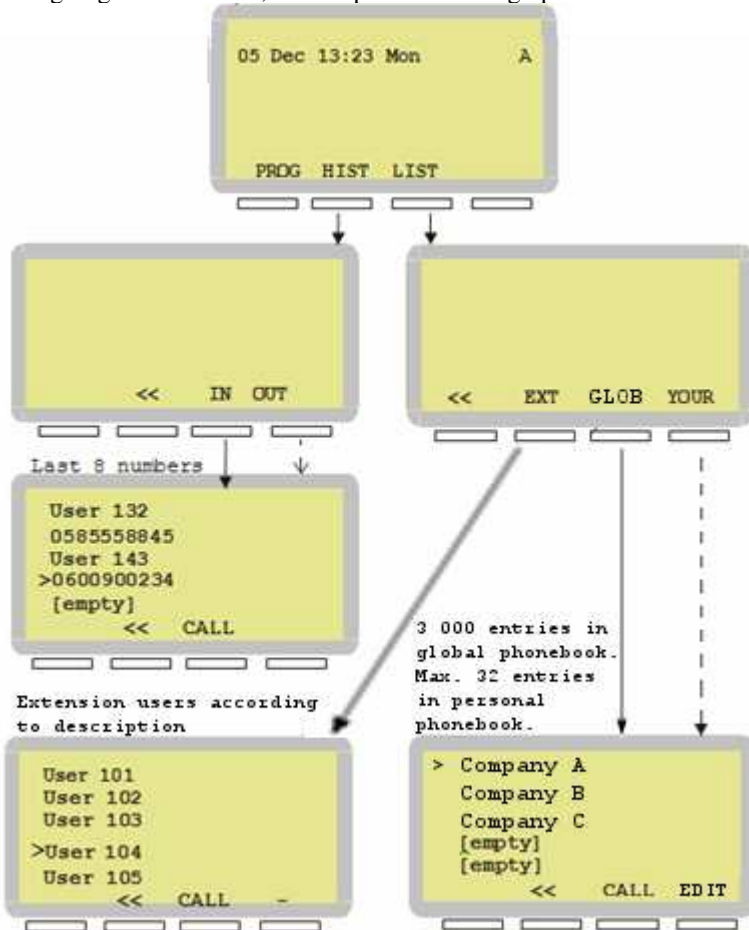 05 Dec 13:23 Mon A
PROG HIST LIST
<< IN OUT
<< EXT GLOB YOUR
Last 8 numbers
User 132
0585558845
User 143
>0600900234
[empty]
<< CALL
3 000 entries in
global phonebook.
Max. 32 entries
in personal
phonebook.
Extension users according
to description
User 101
User 102
User 103
>User 104
User 105
<< CALL -
> Company A
Company B
Company C
[empty]
[empty]
<< CALL EDIT